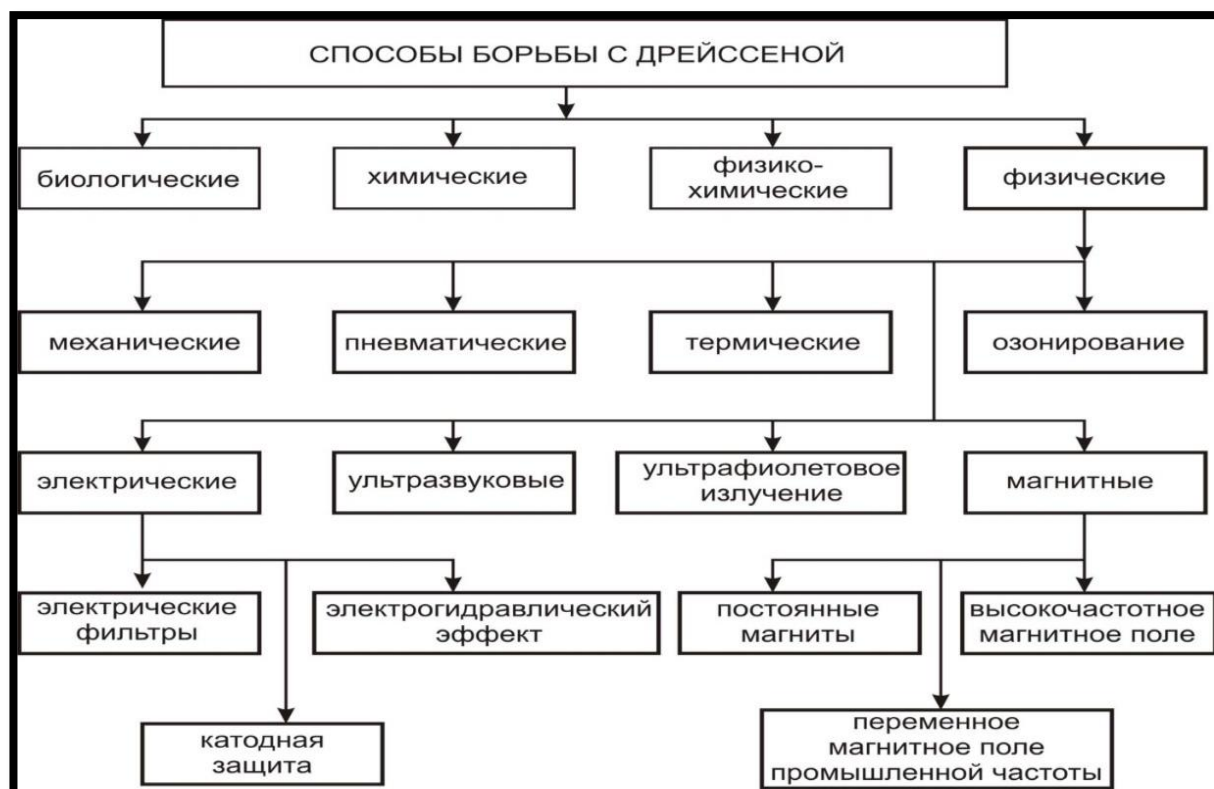 СПОСОБЫ БОРЬБЫ С ДРЕЙССЕНОЙ
биологические
химические
физико-
химические
физические
механические
пневматические
термические
озонирование
электрические
ультразвуковые
ультрафиолетовое
излучение
магнитные
электрические
фильтры
электрогидравлический
эффект
постоянные
магниты
высокочастотное
магнитное поле
катодная
защита
переменное
магнитное поле
промышленной частоты